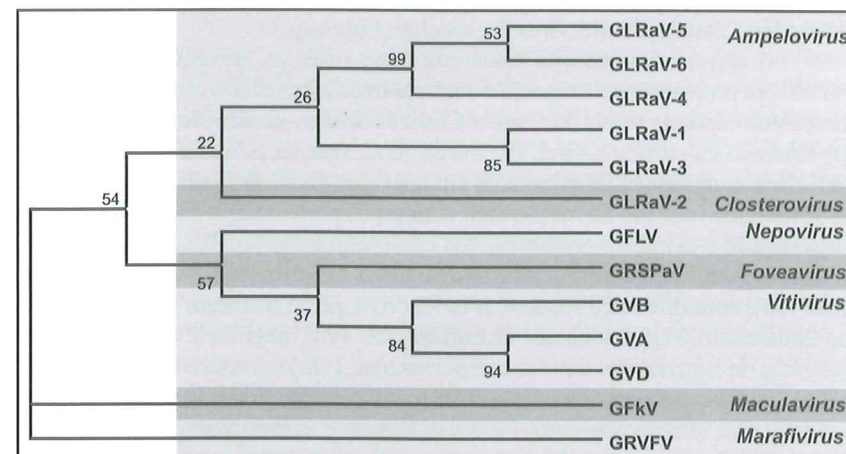 GLRaV-5 Ampelovirus
53
GLRaV-6
99
GLRaV-4
26
GLRaV-1
22
85
GLRaV-3
54
GLRaV-2 Closterovirus
GFLV Nepovirus
57
GRSPaV Foveavirus
37
GVB Vitivirus
84
GVA
94
GVD
GFkV Maculavirus
GRVFV Marafivirus